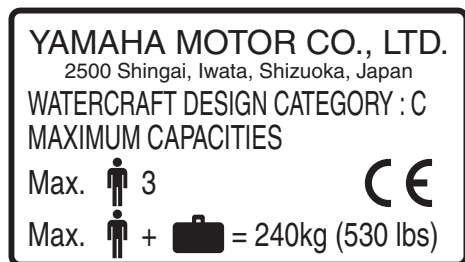 YAMAHA MOTOR CO., LTD.
2500 Shingai, Iwata, Shizuoka, Japan
WATERCRAFT DESIGN CATEGORY : C
MAXIMUM CAPACITIES
Max. 3 CE
Max. + = 240kg (530 lbs)